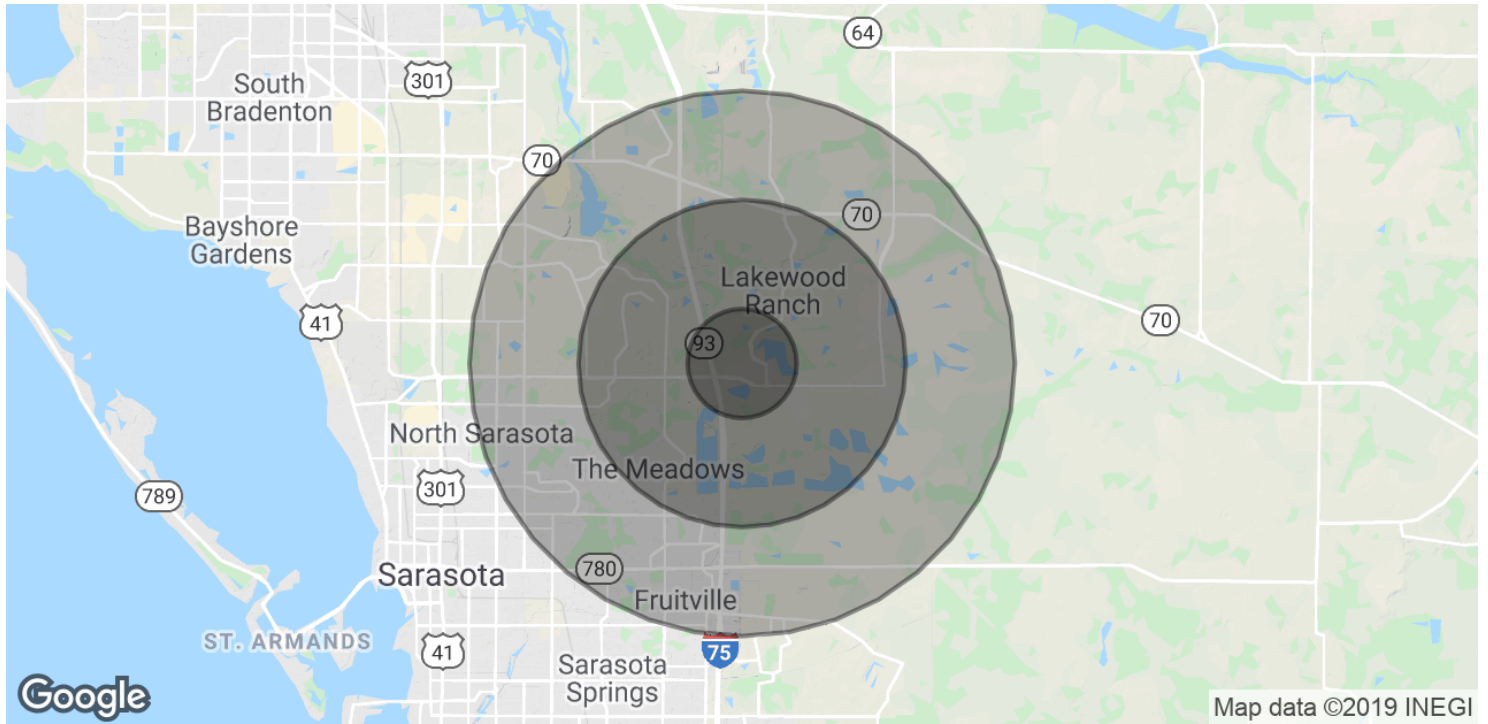 64
South
Bradenton
301
70
Bayshore
Gardens
70
Lakewood
Ranch
41
93
70
North Sarasota
The Meadows
301
789
780
Sarasota
Fruitville
ST. ARMANDS
41
75
Sarasota
Springs
Google
Map data ©2019 INEGI